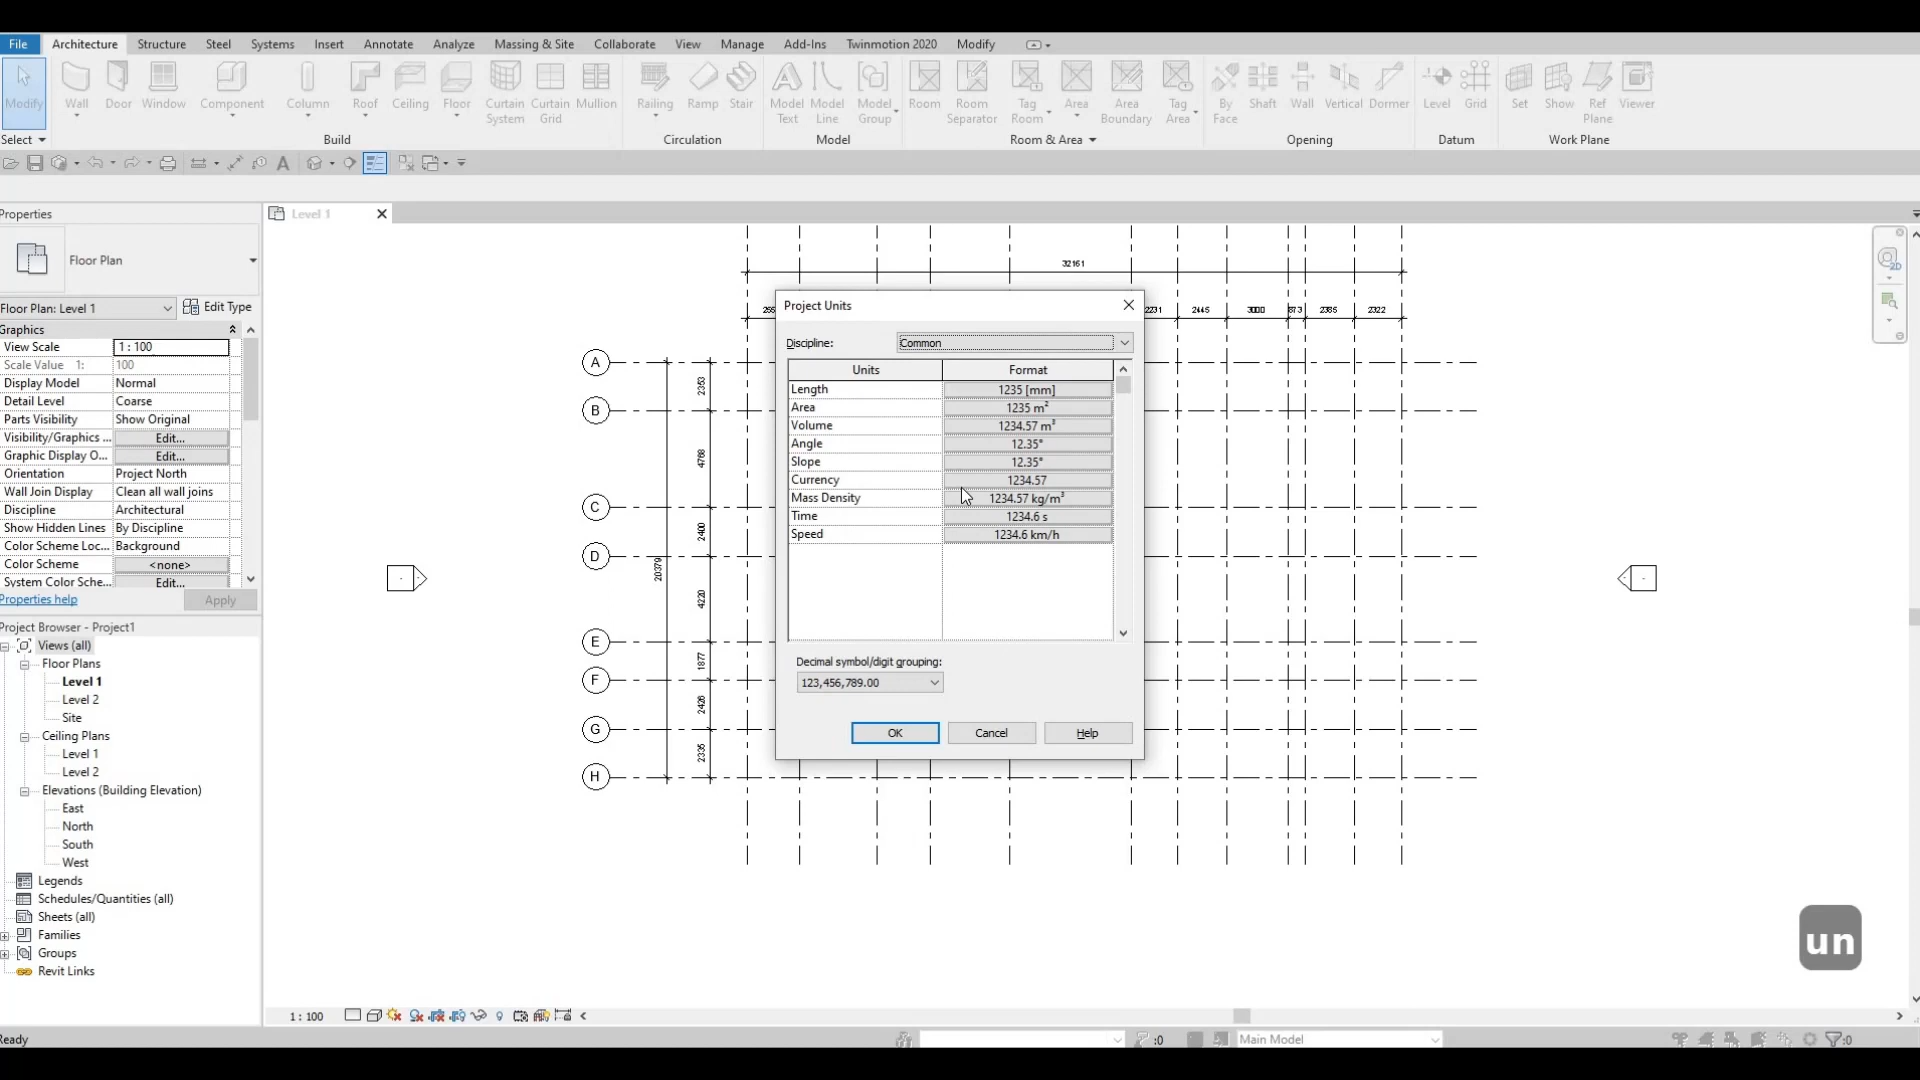 File Architecture Structure Steel Systems Insert Annotate Analyze Massing & Site Collaborate View Manage Add-Ins Twinmotion 2020 Modify
Modify Wall Door Window Component Column Roof Ceiling Floor Curtain System Curtain Grid Mullion Railing Ramp Stair Model Text Model Line Model Group Room Room Separator Tag Room Area Area Boundary Tag Area By Face Shaft Wall Vertical Dormer Level Grid Set Show Ref Plane Viewer
Select Build Circulation Model Room & Area Opening Datum Work Plane
Properties
Level 1
Floor Plan
Floor Plan: Level 1 Edit Type
Graphics
View Scale 1 : 100
Scale Value 1: 100
Display Model Normal
Detail Level Coarse
Parts Visibility Show Original
Visibility/Graphics ... Edit...
Graphic Display O... Edit...
Orientation Project North
Wall Join Display Clean all wall joins
Discipline Architectural
Show Hidden Lines By Discipline
Color Scheme Loc... Background
Color Scheme <none>
System Color Sche... Edit...
Properties help Apply
Project Browser - Project1
Views (all)
Floor Plans
Level 1
Level 2
Site
Ceiling Plans
Level 1
Level 2
Elevations (Building Elevation)
East
North
South
West
Legends
Schedules/Quantities (all)
Sheets (all)
Families
Groups
Revit Links
32161
2231 2445 3000 873 2385 2322
A
B
C
D
E
F
G
H
2353
4768
2400
4220
1877
2426
2335
20379
Project Units
Discipline: Common
Units Format
Length 1235 [mm]
Area 1235 m²
Volume 1234.57 m³
Angle 12.35°
Slope 12.35°
Currency 1234.57
Mass Density 1234.57 kg/m³
Time 1234.6 s
Speed 1234.6 km/h
Decimal symbol/digit grouping:
123,456,789.00
OK Cancel Help
2D
un
1 : 100
:0 Main Model :0